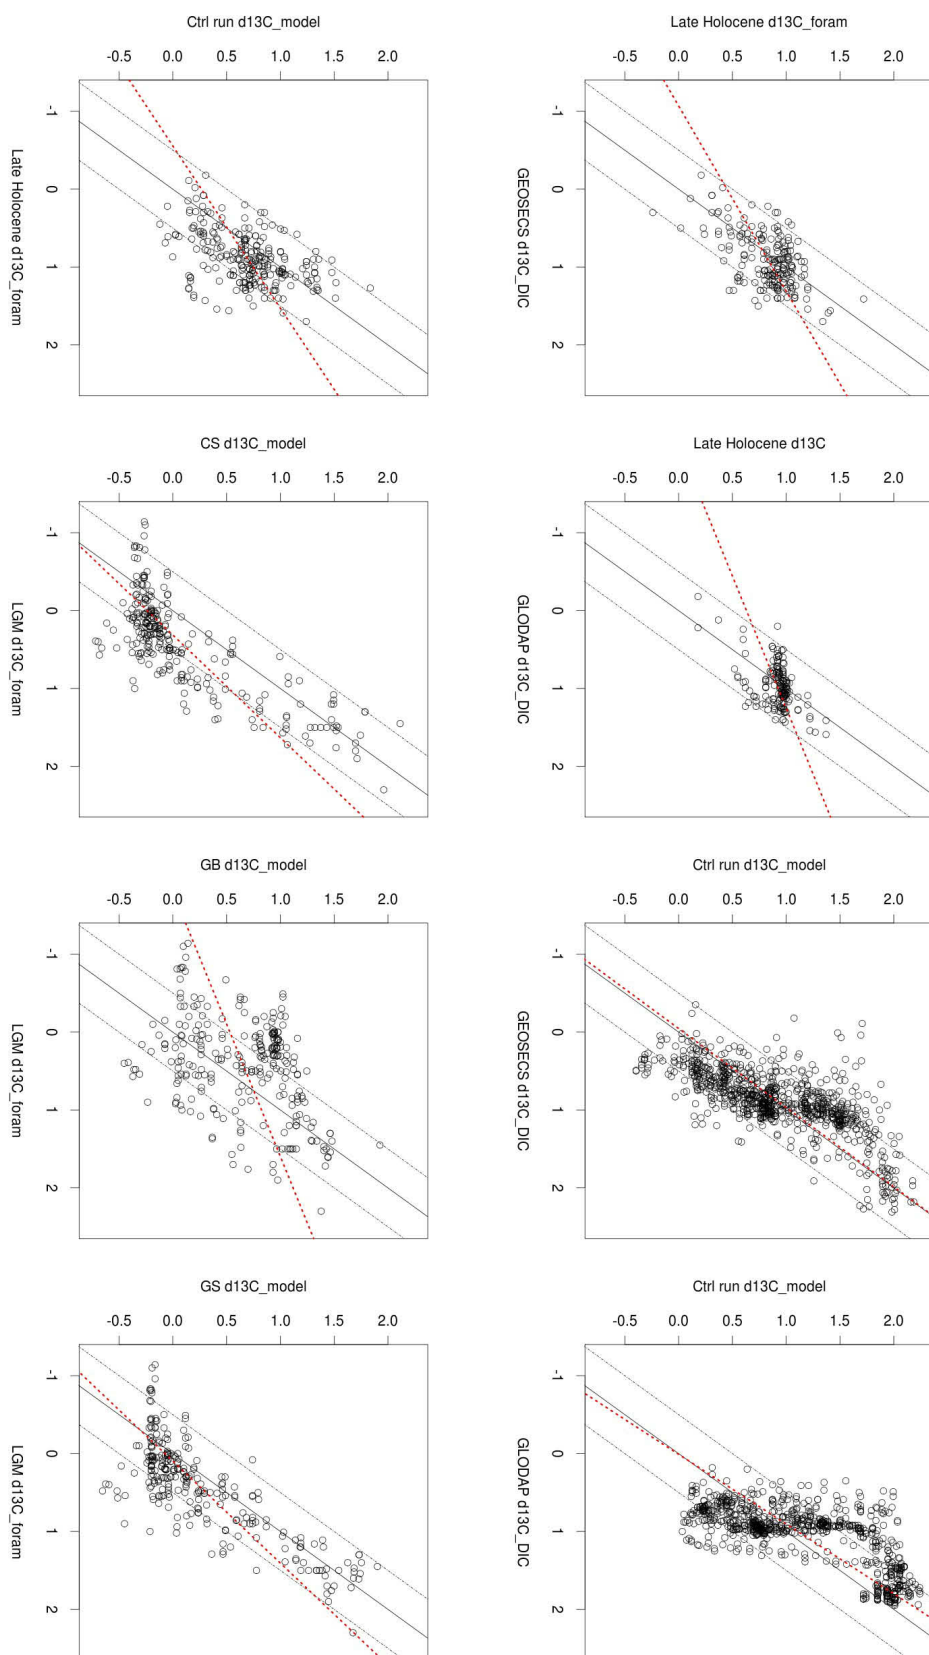 Ctrl run d13C_model
-0.5 0.0 0.5 1.0 1.5 2.0
-1 0 1 2
Late Holocene d13C_foram
Late Holocene d13C_foram
-0.5 0.0 0.5 1.0 1.5 2.0
-1 0 1 2
GEOSECS d13C_DIC
CS d13C_model
-0.5 0.0 0.5 1.0 1.5 2.0
-1 0 1 2
LGM d13C_foram
Late Holocene d13C
-0.5 0.0 0.5 1.0 1.5 2.0
-1 0 1 2
GLODAP d13C_DIC
GB d13C_model
-0.5 0.0 0.5 1.0 1.5 2.0
-1 0 1 2
LGM d13C_foram
Ctrl run d13C_model
-0.5 0.0 0.5 1.0 1.5 2.0
-1 0 1 2
GEOSECS d13C_DIC
GS d13C_model
-0.5 0.0 0.5 1.0 1.5 2.0
-1 0 1 2
LGM d13C_foram
Ctrl run d13C_model
-0.5 0.0 0.5 1.0 1.5 2.0
-1 0 1 2
GLODAP d13C_DIC